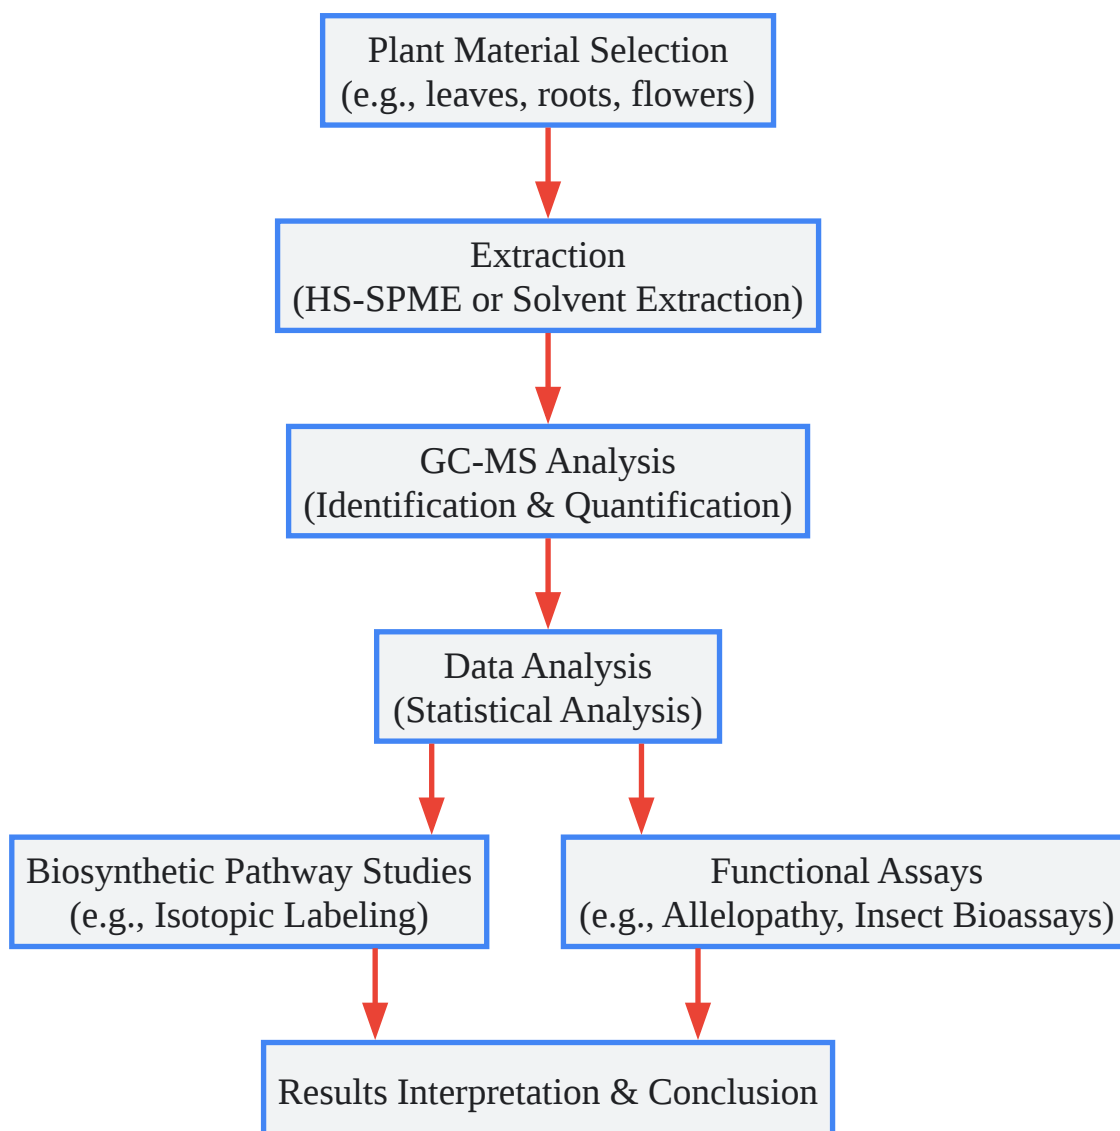 Plant Material Selection
(e.g., leaves, roots, flowers)
Extraction
(HS-SPME or Solvent Extraction)
GC-MS Analysis
(Identification & Quantification)
Data Analysis
(Statistical Analysis)
Biosynthetic Pathway Studies
(e.g., Isotopic Labeling)
Functional Assays
(e.g., Allelopathy, Insect Bioassays)
Results Interpretation & Conclusion